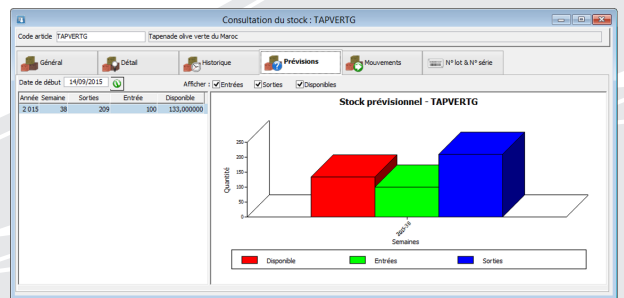 Consultation du stock : TAPVERTG
Code article TAPVERTG Tapenade olive verte du Maroc
Général Détail Historique Prévisions Mouvements N° lot & N° série
Date de début 14/09/2015 Afficher : Entrées Sorties Disponibles
Année Semaine Sorties Entrée Disponible
2 015 38 209 100 133,000000
Stock prévisionnel - TAPVERTG
250
200
150
100
50
0
Quantité
Semaines
Disponible Entrées Sorties